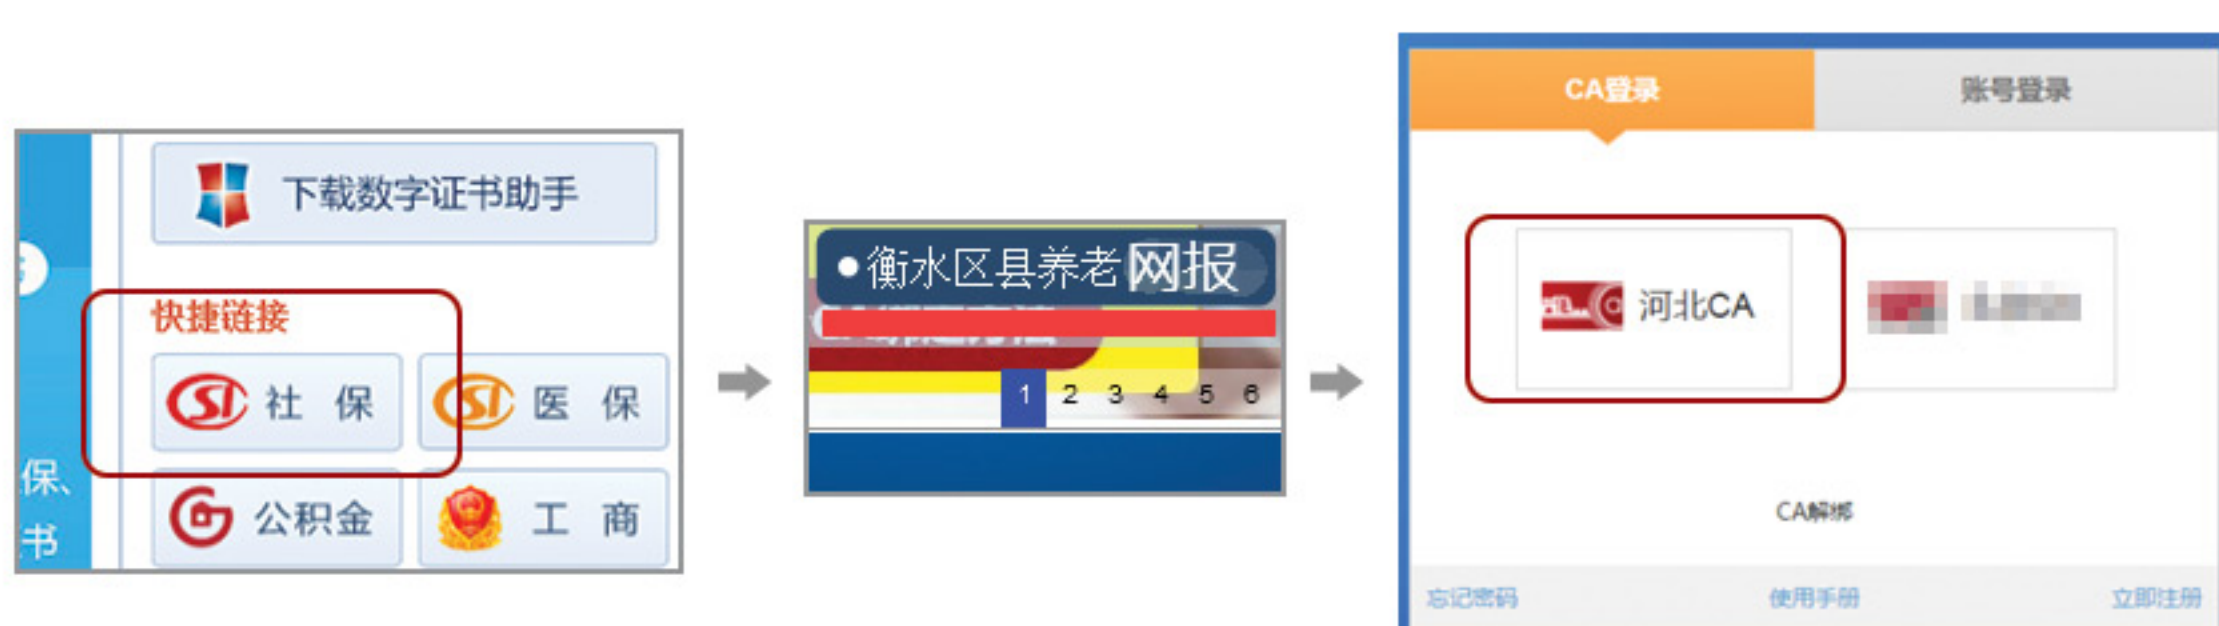 下载数字证书助手
快捷链接
社 保
医 保
公积金
工 商
保、
书
●衡水区县养老网报
1 2 3 4 5 6
CA登录
账号登录
河北CA
CA解绑
忘记密码
使用手册
立即注册